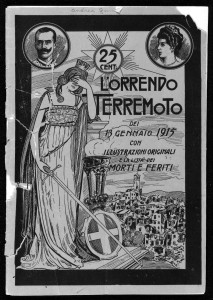 25
CENT.
L'ORRENDO
TERREMOTO
DEL
13 GENNAIO 1915
CON
ILLUSTRAZIONI ORIGINALI
E LA LISTA DEI
MORTI E FERITI